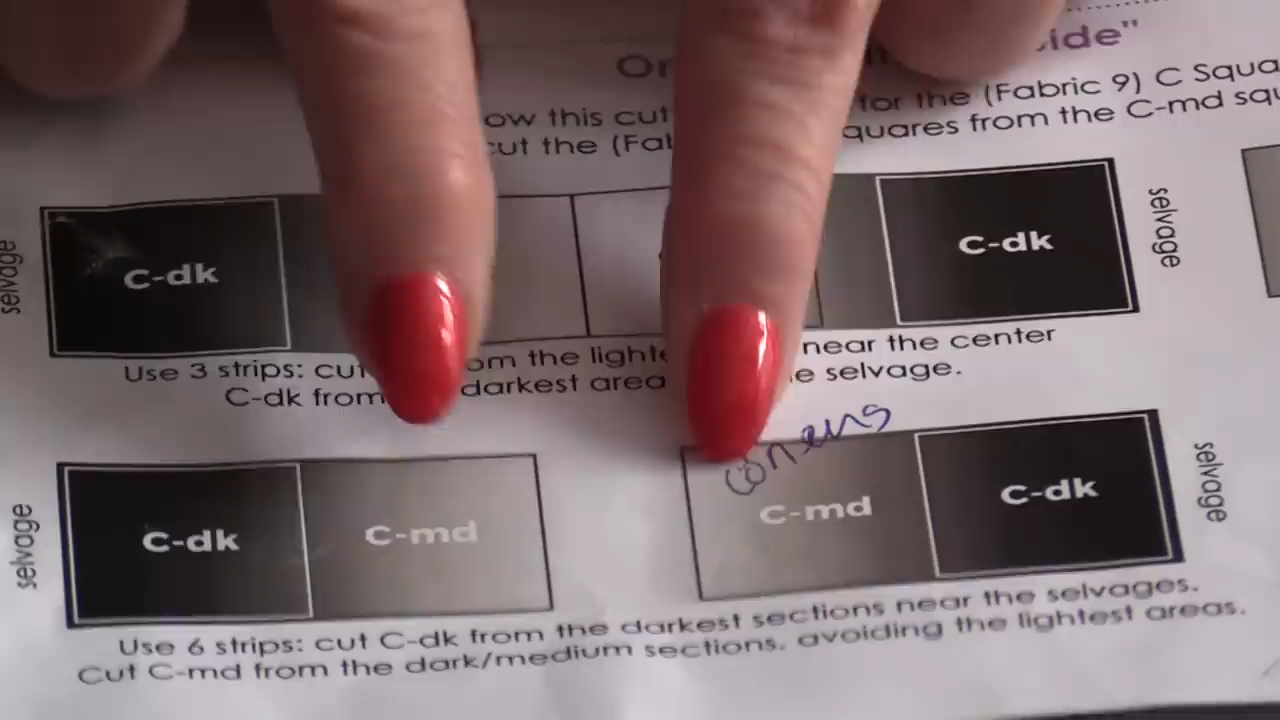 Or ide"
ow this cut for the (Fabric 9) C Squa
cut the (Fab quares from the C-md squ
selvage C-dk C-dk selvage
Use 3 strips: cut om the lighte near the center
C-dk from darkest area e selvage.
corners
selvage C-dk C-md C-md C-dk selvage
Use 6 strips: cut C-dk from the darkest sections near the selvages.
Cut C-md from the dark/medium sections, avoiding the lightest areas.